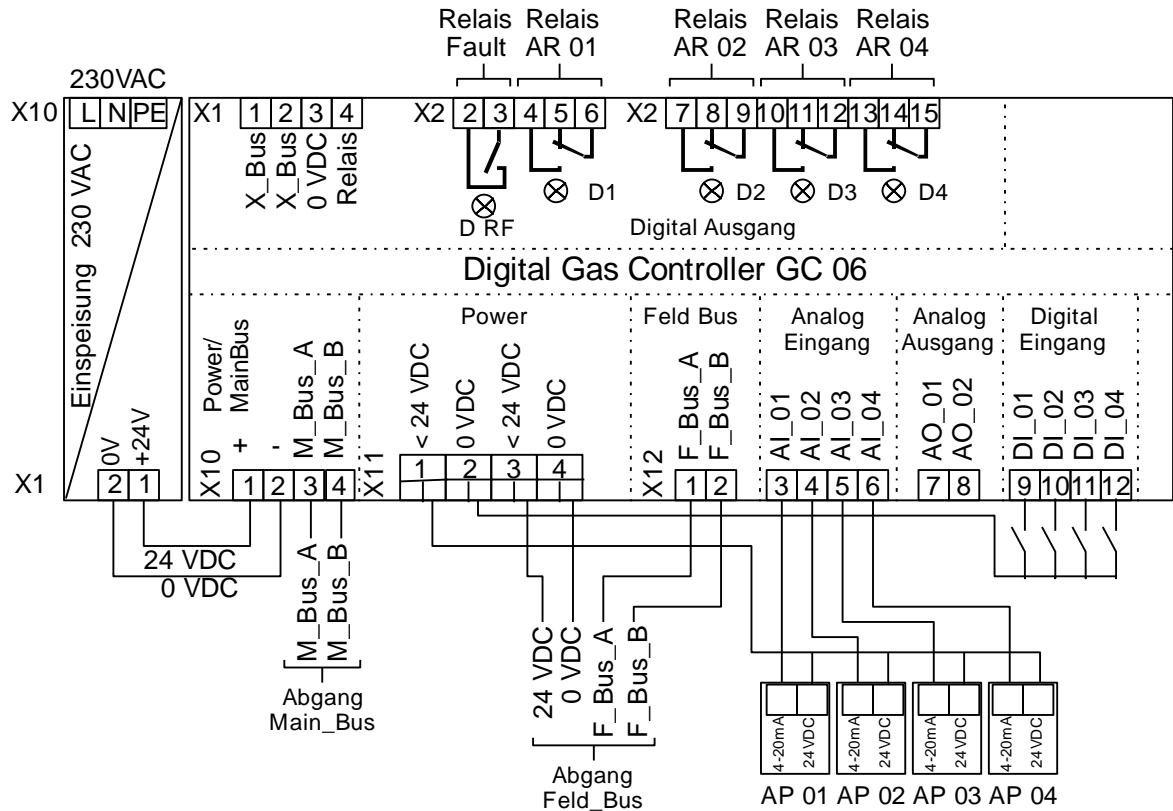 Relais Relais Relais Relais Relais
Fault AR 01 AR 02 AR 03 AR 04
230VAC
X10 L N PE X1 1 2 3 4 X2 2 3 4 5 6 X2 7 8 9 10 11 12 13 14 15
X_Bus
X_Bus
0 VDC
Relais
D RF
D1
D2
D3
D4
Digital Ausgang
Einspeisung 230 VAC
Digital Gas Controller GC 06
Power/
MainBus
Power
Feld Bus
Analog
Eingang
Analog
Ausgang
Digital
Eingang
0V
+24V
+
-
M_Bus_A
M_Bus_B
< 24 VDC
0 VDC
< 24 VDC
0 VDC
F_Bus_A
F_Bus_B
AI_01
AI_02
AI_03
AI_04
AO_01
AO_02
DI_01
DI_02
DI_03
DI_04
X1 2 1 X10 1 2 3 4 X11 1 2 3 4 X12 1 2 3 4 5 6 7 8 9 10 11 12
24 VDC
0 VDC
M_Bus_A
M_Bus_B
Abgang
Main_Bus
24 VDC
0 VDC
F_Bus_A
F_Bus_B
Abgang
Feld_Bus
4-20mA
24VDC
4-20mA
24VDC
4-20mA
24VDC
4-20mA
24VDC
AP 01 AP 02 AP 03 AP 04